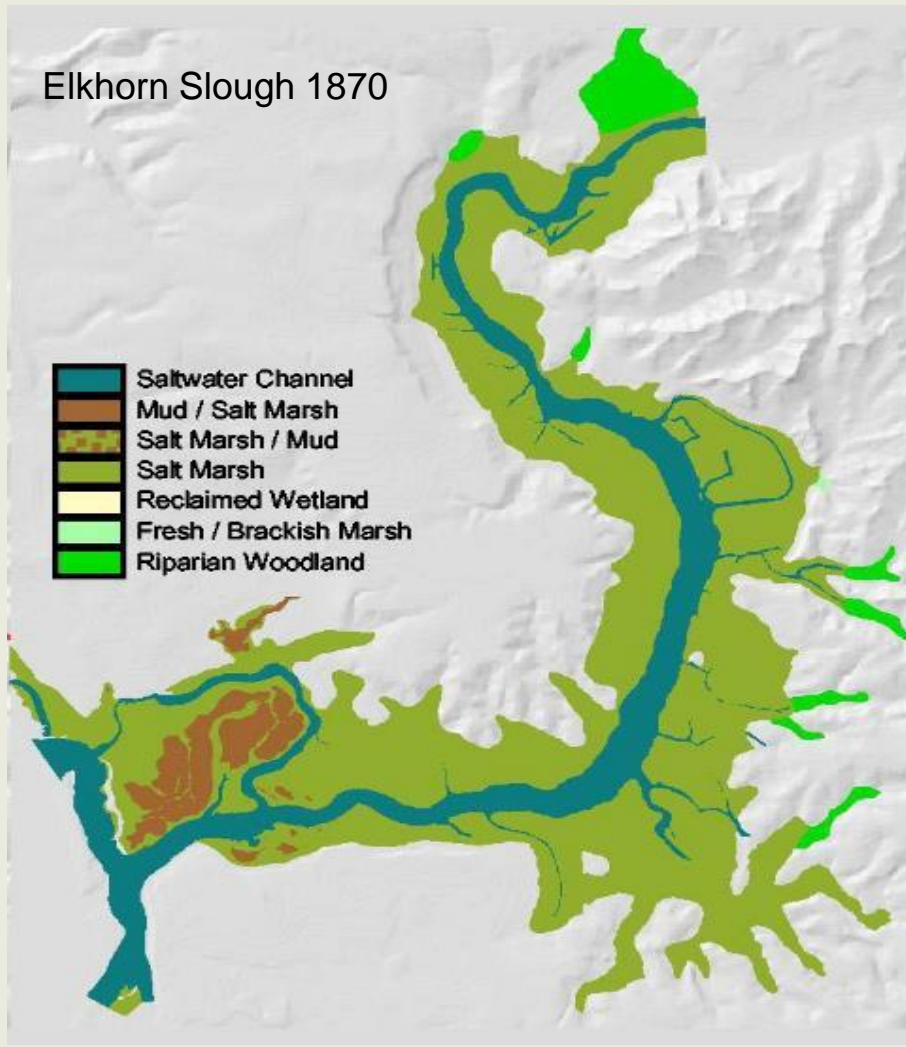 Elkhorn Slough 1870
Saltwater Channel
Mud / Salt Marsh
Salt Marsh / Mud
Salt Marsh
Reclaimed Wetland
Fresh / Brackish Marsh
Riparian Woodland